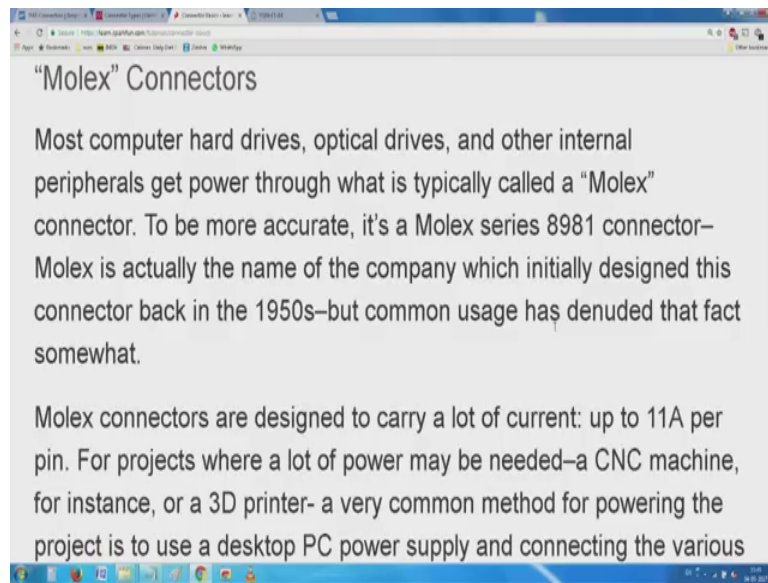 “Molex” Connectors
Most computer hard drives, optical drives, and other internal
peripherals get power through what is typically called a “Molex”
connector. To be more accurate, it’s a Molex series 8981 connector–
Molex is actually the name of the company which initially designed this
connector back in the 1950s–but common usage has denuded that fact
somewhat.
Molex connectors are designed to carry a lot of current: up to 11A per
pin. For projects where a lot of power may be needed–a CNC machine,
for instance, or a 3D printer- a very common method for powering the
project is to use a desktop PC power supply and connecting the various